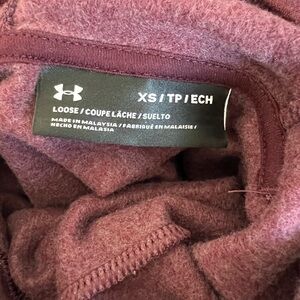 XS / TP / ECH
LOOSE / COUPE LÂCHE / SUELTO
MADE IN MALAYSIA / FABRIQUÉ EN MALAISIE /
HECHO EN MALASIA